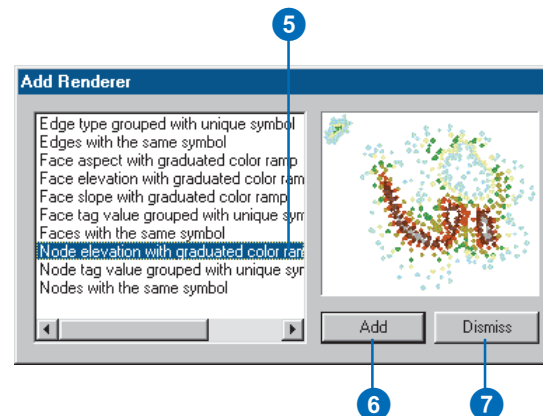 5
Add Renderer
Edge type grouped with unique symbol
Edges with the same symbol
Face aspect with graduated color ramp
Face elevation with graduated color ram
Face slope with graduated color ramp
Face tag value grouped with unique sym
Faces with the same symbol
Node elevation with graduated color ran
Node tag value grouped with unique syr
Nodes with the same symbol
Add
Dismiss
6
7